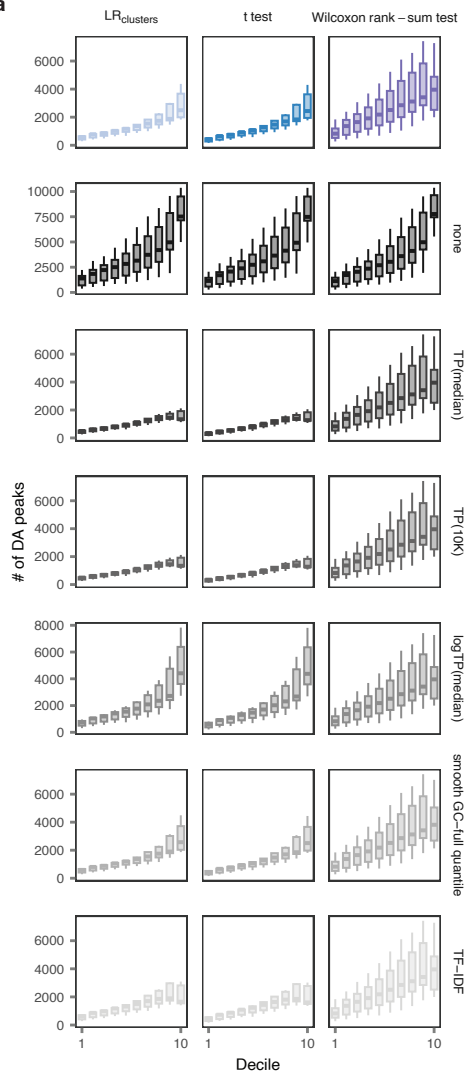 a
LRclusters t test Wilcoxon rank–sum test
6000
4000
2000
0
10000
7500
5000
2500
0
none
6000
4000
2000
0
TP(median)
6000
4000
2000
0
TP(10K)
# of DA peaks
8000
6000
4000
2000
0
logTP(median)
6000
4000
2000
0
smooth GC–full quantile
6000
4000
2000
0
TF–IDF
1 10 1 10 1 10
Decile